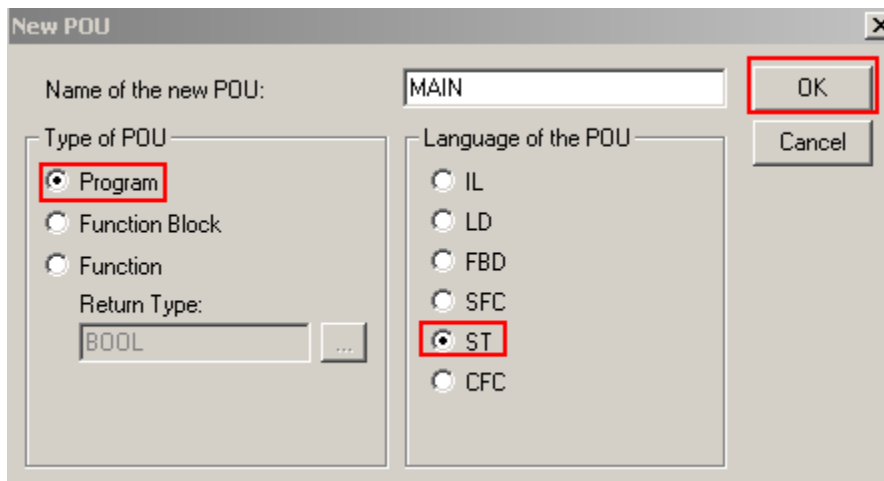 New POU
Name of the new POU: MAIN OK
Type of POU Language of the POU Cancel
Program IL
Function Block LD
Function FBD
Return Type: SFC
BOOL ... ST
CFC